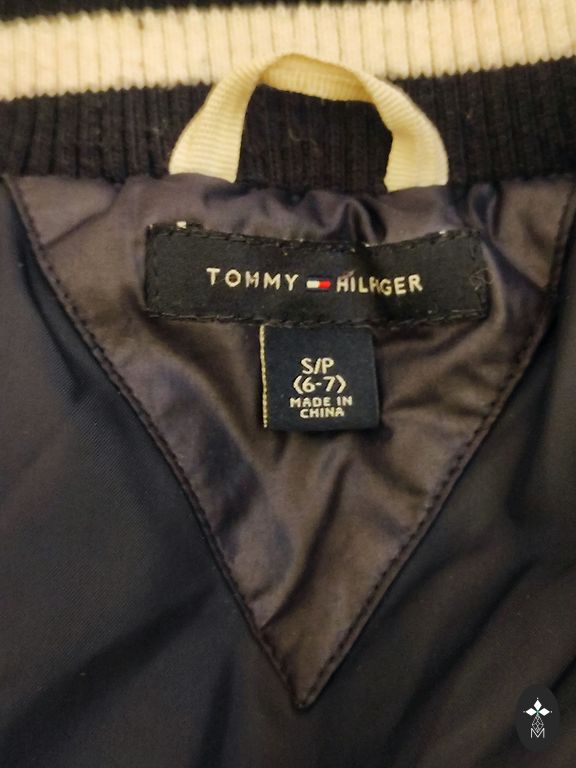 TOMMY HILFIGER
S/P
(6-7)
MADE IN
CHINA
M